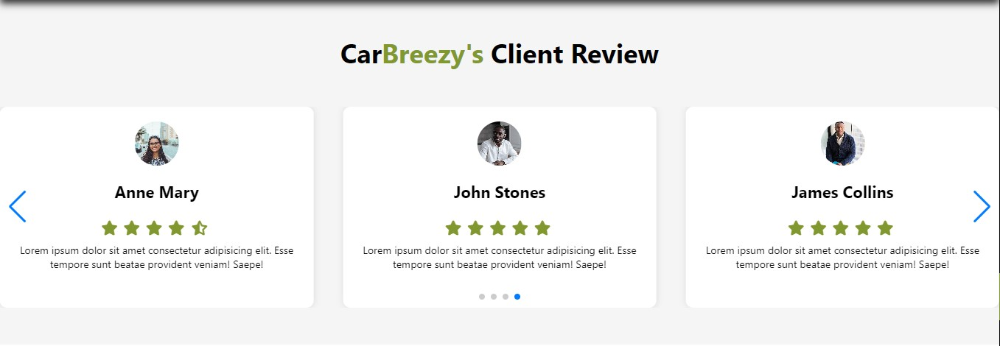 CarBreezy's Client Review
Anne Mary
Lorem ipsum dolor sit amet consectetur adipisicing elit. Esse
tempore sunt beatae provident veniam! Saepe!
John Stones
Lorem ipsum dolor sit amet consectetur adipisicing elit. Esse
tempore sunt beatae provident veniam! Saepe!
James Collins
Lorem ipsum dolor sit amet consectetur adipisicing elit. Esse
tempore sunt beatae provident veniam! Saepe!